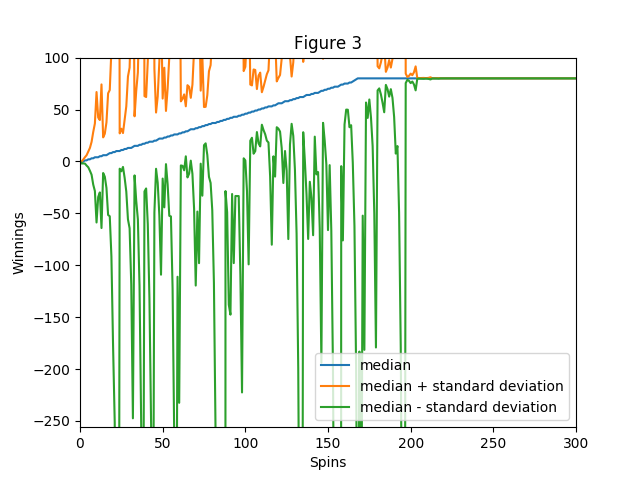 Figure 3
Winnings
100
50
0
−50
−100
−150
−200
−250
median
median + standard deviation
median - standard deviation
0 50 100 150 200 250 300
Spins